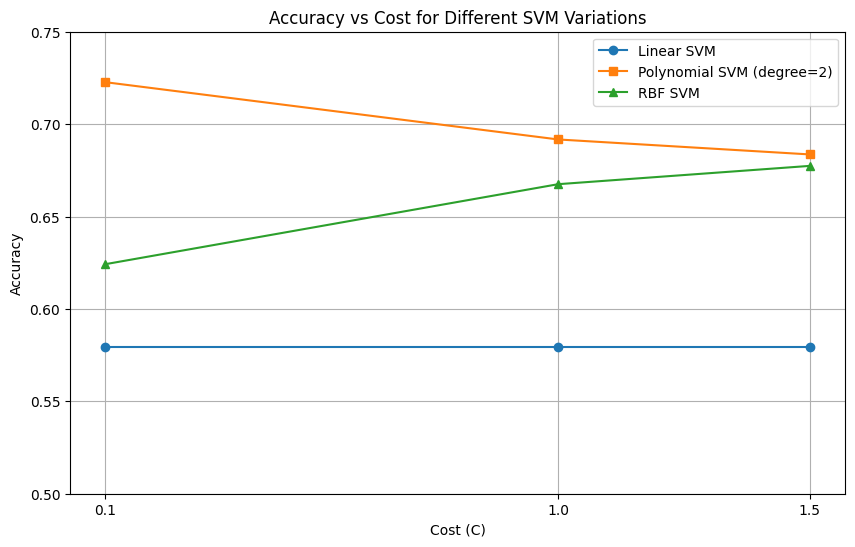 Accuracy vs Cost for Different SVM Variations
Linear SVM
Polynomial SVM (degree=2)
RBF SVM
Accuracy
0.75
0.70
0.65
0.60
0.55
0.50
0.1
1.0
1.5
Cost (C)